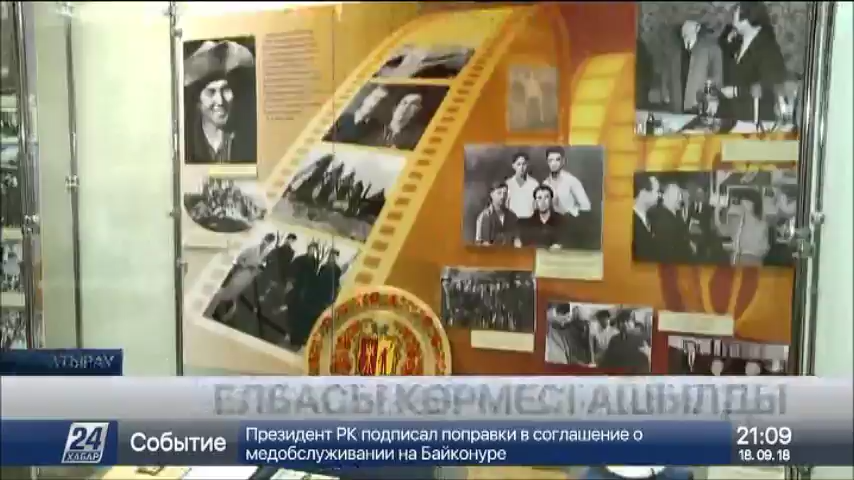 АТЫРАУ
ЕЛБАСЫ КӨРМЕСІ АШЫЛДЫ
24
ХАБАР
Событие
Президент РК подписал поправки в соглашение о
медобслуживании на Байконуре
21:09
18.09.18